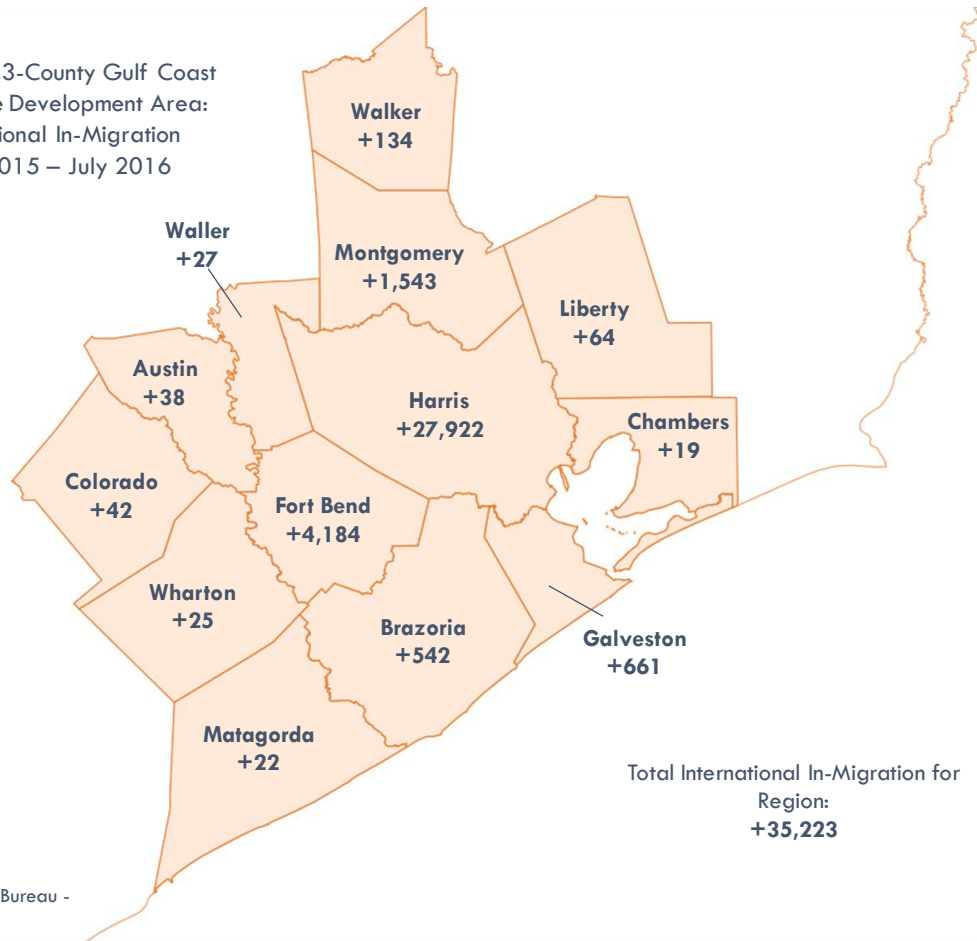 3-County Gulf Coast
Development Area:
ional In-Migration
015 – July 2016
Walker
+134
Waller
+27
Montgomery
+1,543
Liberty
+64
Austin
+38
Harris
+27,922
Chambers
+19
Colorado
+42
Fort Bend
+4,184
Wharton
+25
Brazoria
+542
Galveston
+661
Matagorda
+22
Total International In-Migration for
Region:
+35,223
Bureau -